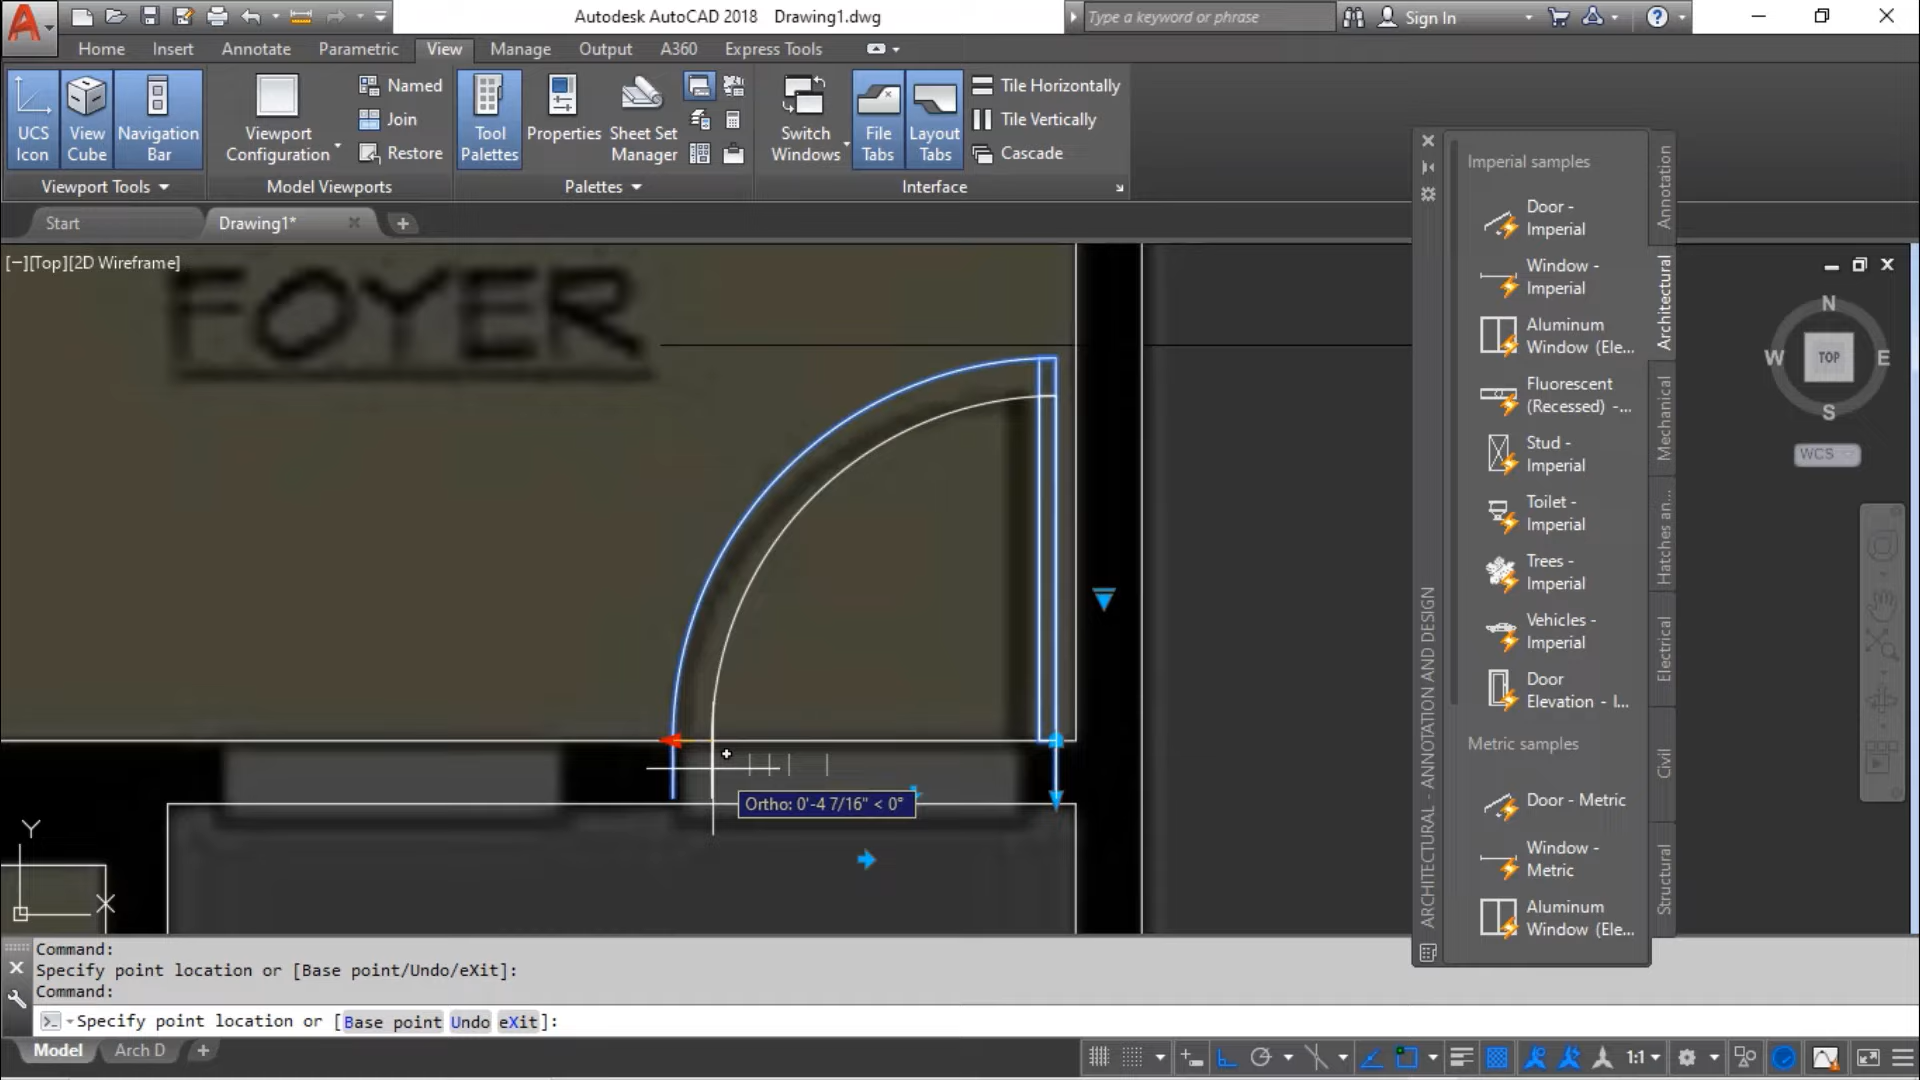 Autodesk AutoCAD 2018 Drawing1.dwg
Type a keyword or phrase
Sign In
Home Insert Annotate Parametric View Manage Output A360 Express Tools
UCS Icon
View Cube
Navigation Bar
Viewport Configuration
Named
Join
Restore
Tool Palettes
Properties
Sheet Set Manager
Switch Windows
File Tabs
Layout Tabs
Tile Horizontally
Tile Vertically
Cascade
Viewport Tools
Model Viewports
Palettes
Interface
Start
Drawing1*
[−][Top][2D Wireframe]
FOYER
Ortho: 0'-4 7/16" < 0°
Y
X
Imperial samples
Door - Imperial
Window - Imperial
Aluminum Window (Ele...
Fluorescent (Recessed) -...
Stud - Imperial
Toilet - Imperial
Trees - Imperial
Vehicles - Imperial
Door Elevation - I...
Metric samples
Door - Metric
Window - Metric
Aluminum Window (Ele...
Annotation
Architectural
Mechanical
Hatches an...
Electrical
Civil
Structural
ARCHITECTURAL - ANNOTATION AND DESIGN
N
W
TOP
E
S
WCS
Command:
Specify point location or [Base point/Undo/eXit]:
Command:
Specify point location or [Base point Undo eXit]:
Model
Arch D
1:1